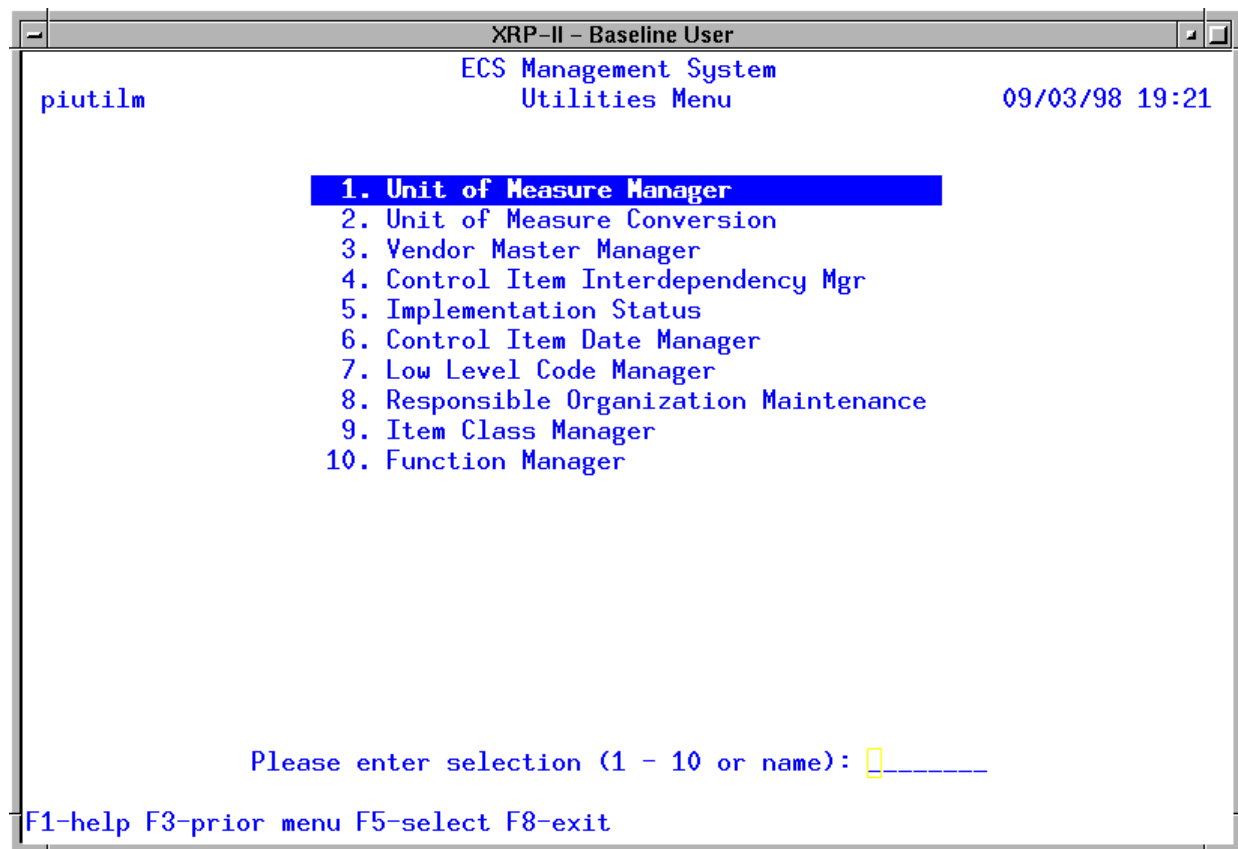 XRP-II - Baseline User
ECS Management System
piutilm Utilities Menu 09/03/98 19:21
1. Unit of Measure Manager
2. Unit of Measure Conversion
3. Vendor Master Manager
4. Control Item Interdependency Mgr
5. Implementation Status
6. Control Item Date Manager
7. Low Level Code Manager
8. Responsible Organization Maintenance
9. Item Class Manager
10. Function Manager
Please enter selection (1 - 10 or name): ________
F1-help F3-prior menu F5-select F8-exit